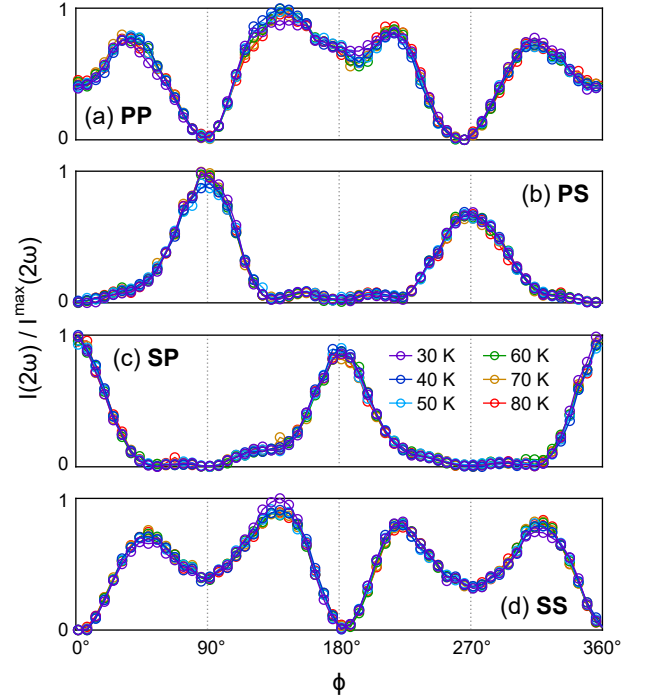 1
0
(a) PP
1
0
(b) PS
1
0
(c) SP
30 K
40 K
50 K
60 K
70 K
80 K
1
0
(d) SS
0°
90°
180°
270°
360°
ϕ
I(2ω) / I^max(2ω)